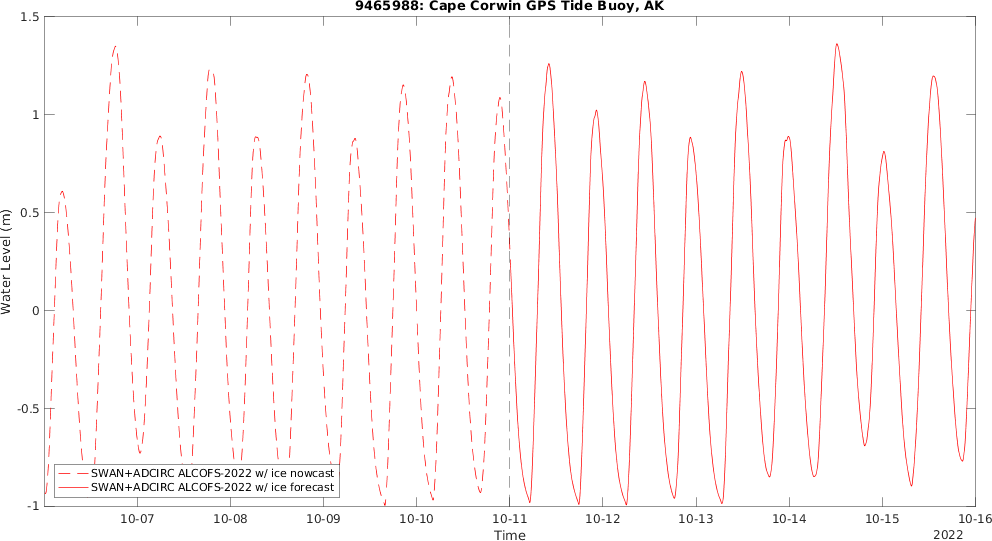 9465988: Cape Corwin GPS Tide Buoy, AK
1.5
1
0.5
0
-0.5
-1
Water Level (m)
SWAN+ADCIRC ALCOFS-2022 w/ ice nowcast
SWAN+ADCIRC ALCOFS-2022 w/ ice forecast
10-07 10-08 10-09 10-10 10-11 10-12 10-13 10-14 10-15 10-16
Time
2022